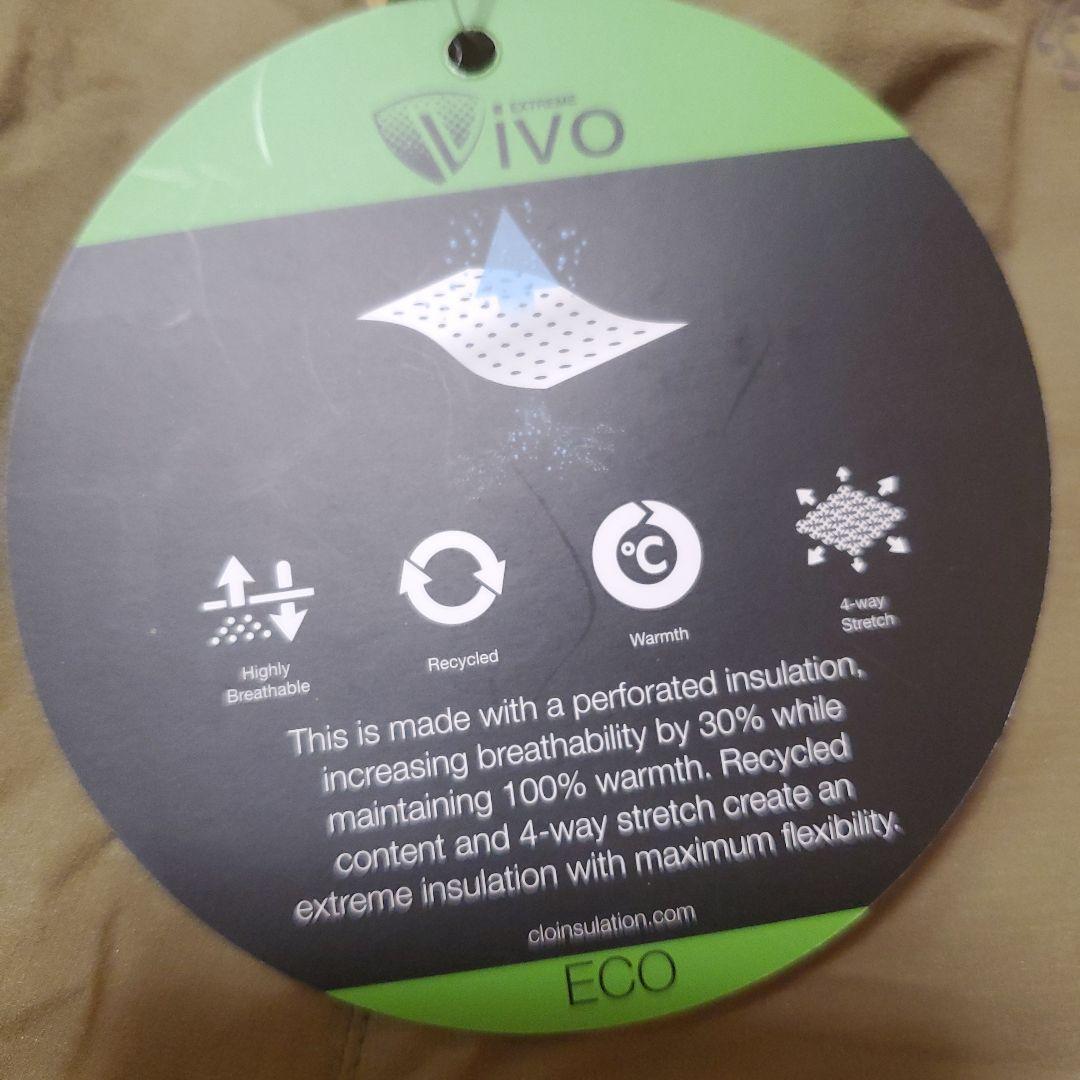 EXTREME
Vivo
°C
Highly
Breathable
Recycled
Warmth
4-way
Stretch
This is made with a perforated insulation,
increasing breathability by 30% while
maintaining 100% warmth. Recycled
content and 4-way stretch create an
extreme insulation with maximum flexibility.
cloinsulation.com
ECO